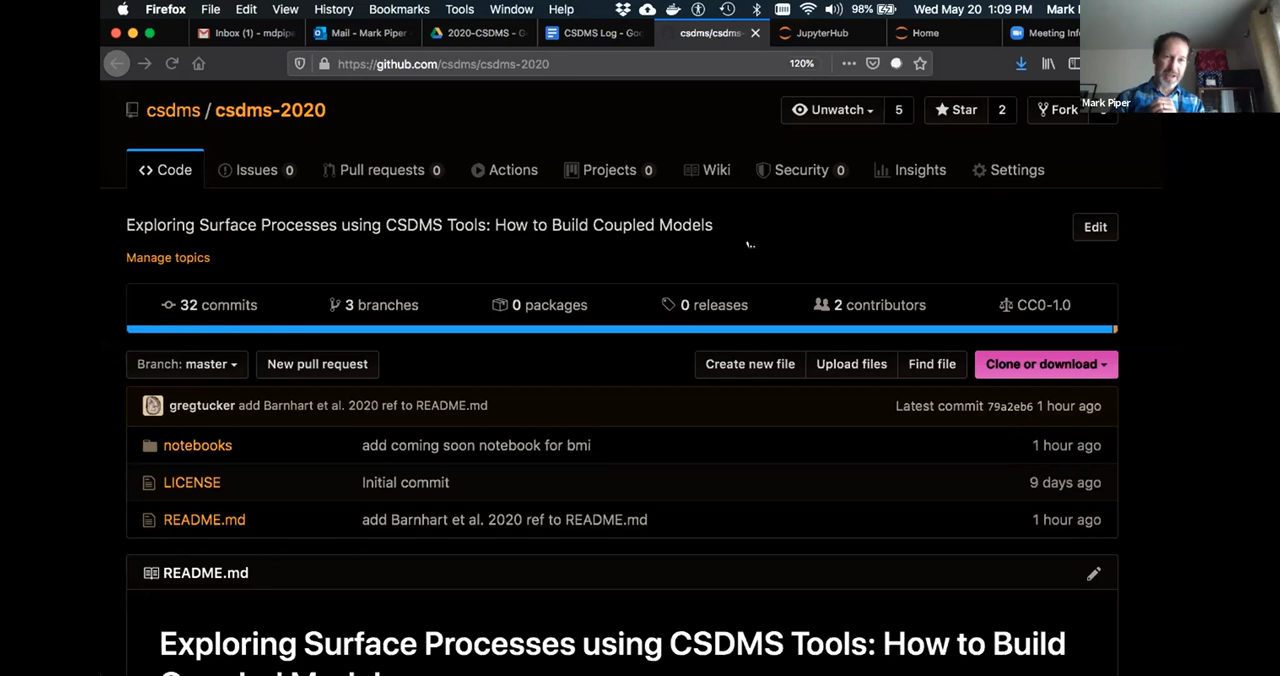 Firefox File Edit View History Bookmarks Tools Window Help 98% Wed May 20 1:09 PM Mark
Inbox (1) - mdpipe Mail - Mark Piper 2020-CSDMS - G CSDMS Log - Goo csdms/csdms- JupyterHub Home Meeting Inf
https://github.com/csdms/csdms-2020 120%
Mark Piper
csdms / csdms-2020 Unwatch 5 Star 2 Fork
Code Issues 0 Pull requests 0 Actions Projects 0 Wiki Security 0 Insights Settings
Exploring Surface Processes using CSDMS Tools: How to Build Coupled Models Edit
Manage topics
32 commits 3 branches 0 packages 0 releases 2 contributors CC0-1.0
Branch: master New pull request Create new file Upload files Find file Clone or download
gregtucker add Barnhart et al. 2020 ref to README.md Latest commit 79a2eb6 1 hour ago
notebooks add coming soon notebook for bmi 1 hour ago
LICENSE Initial commit 9 days ago
README.md add Barnhart et al. 2020 ref to README.md 1 hour ago
README.md
Exploring Surface Processes using CSDMS Tools: How to Build